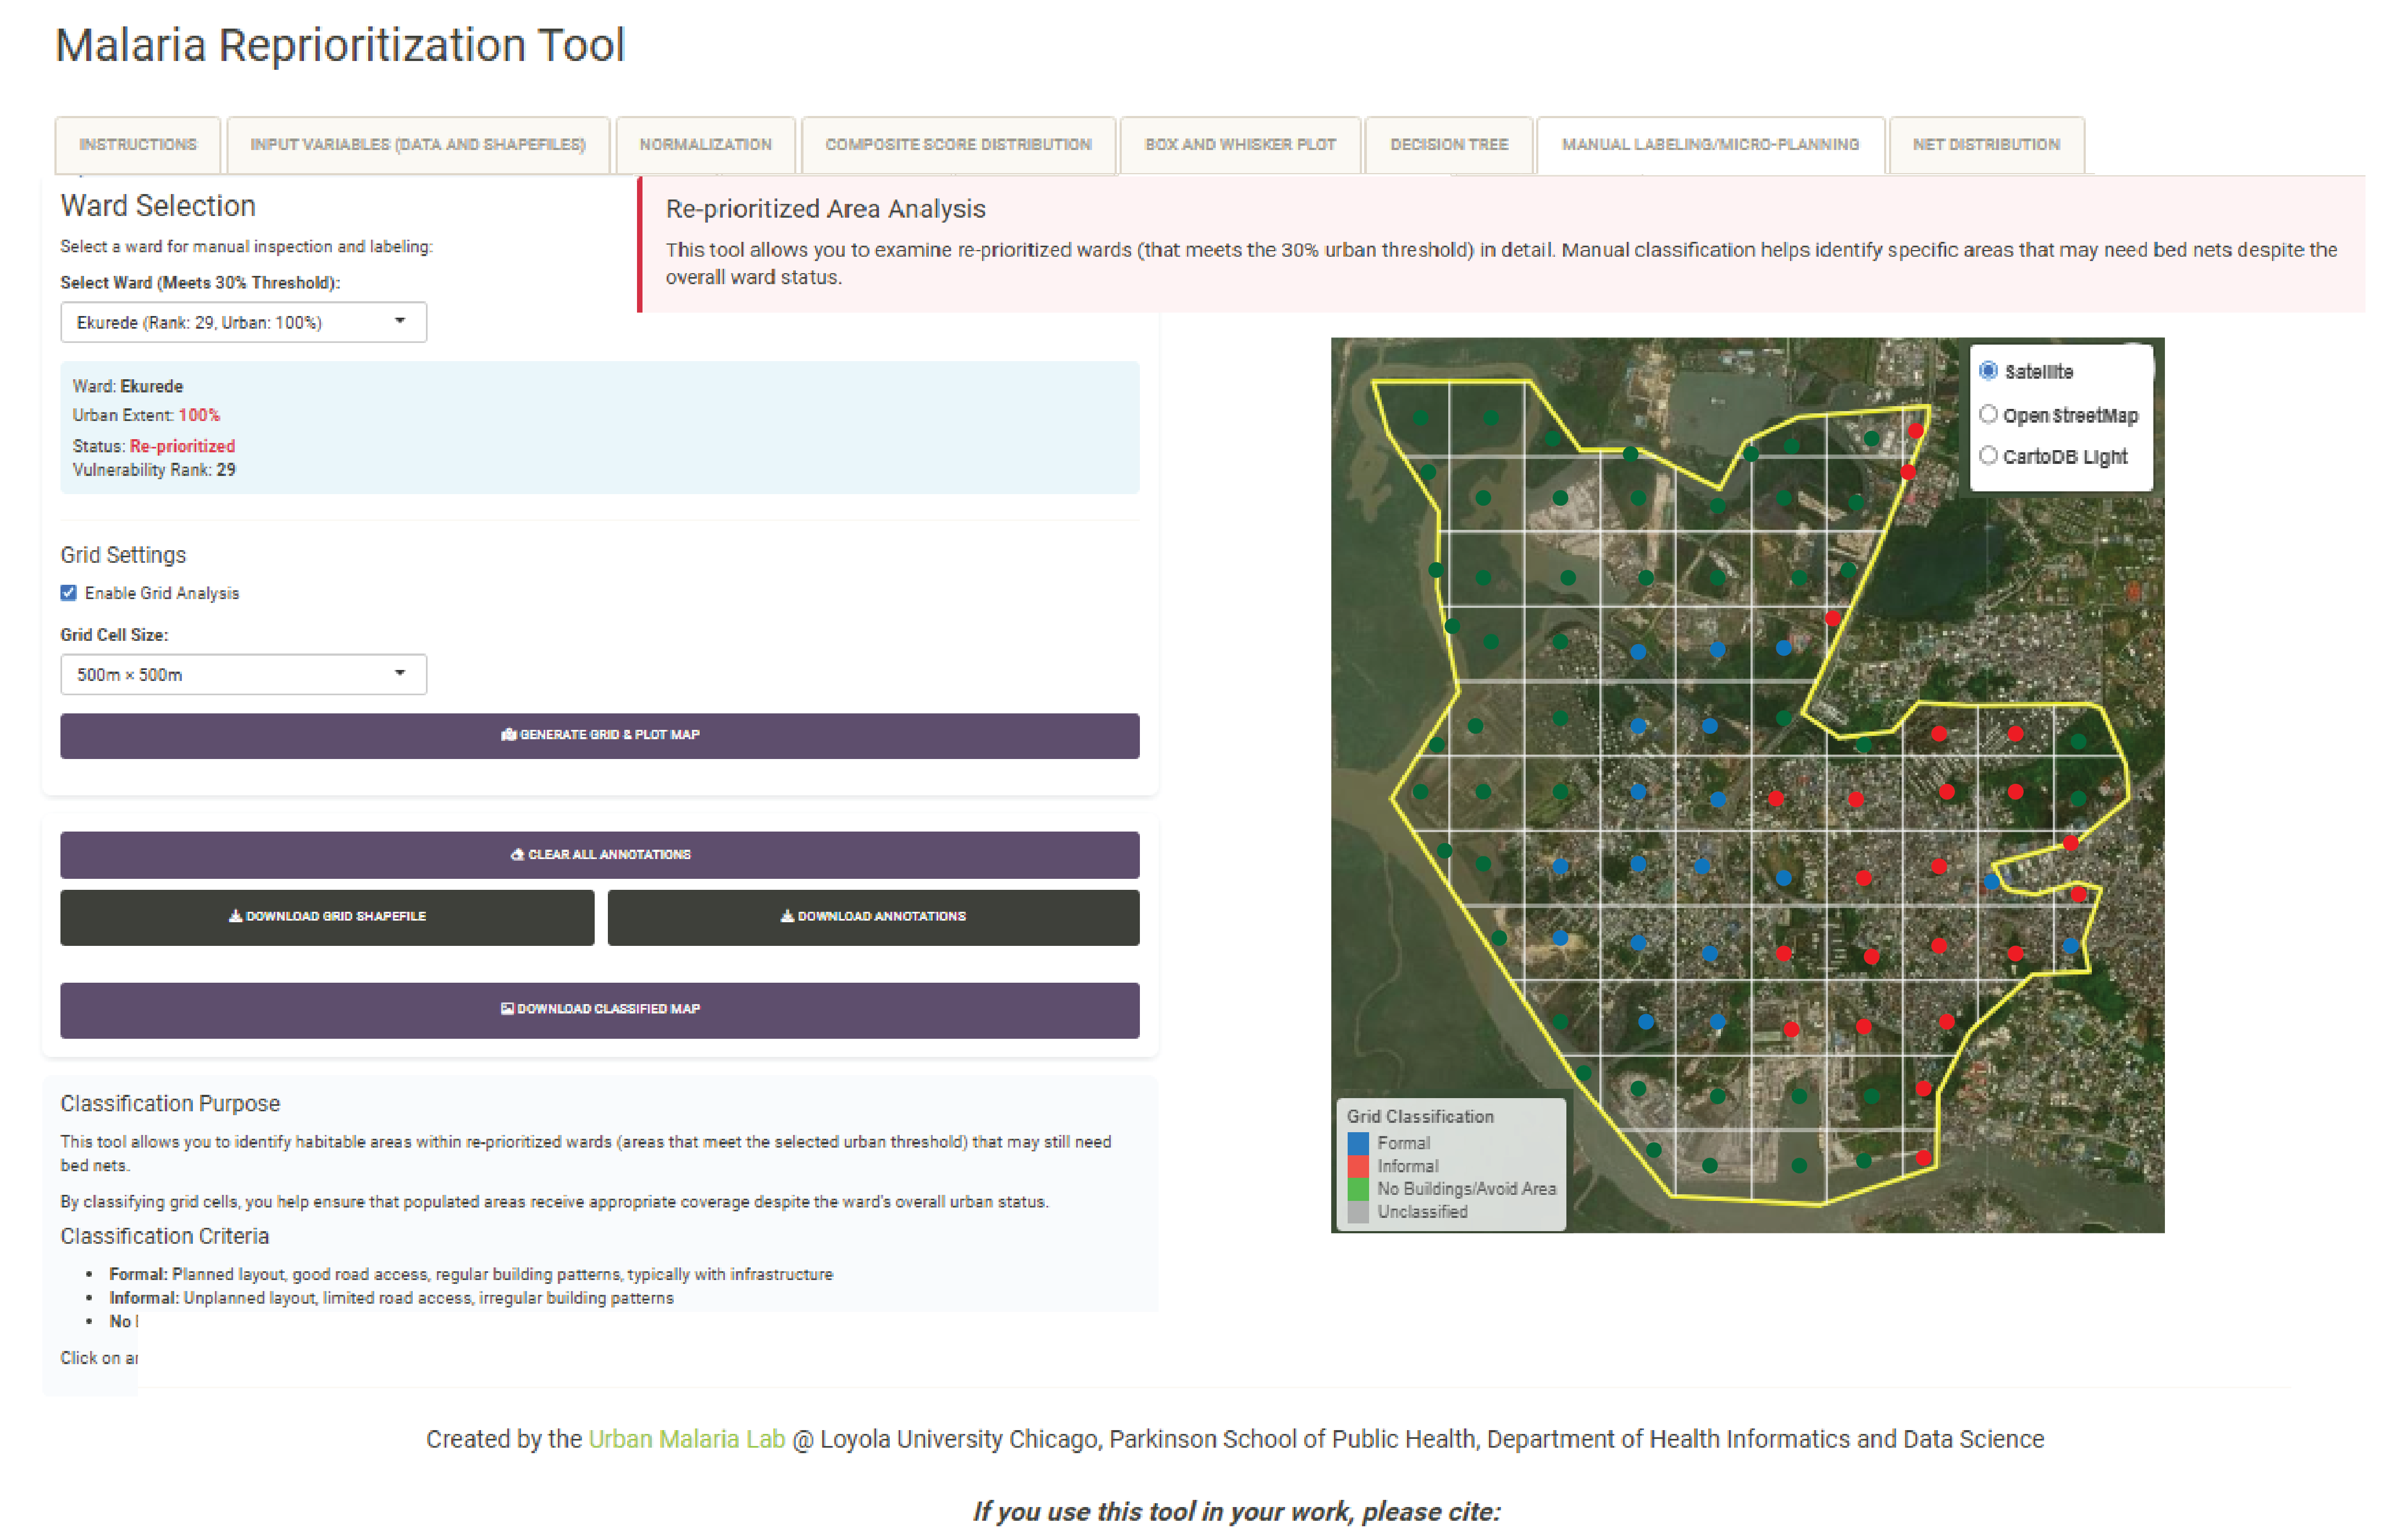 Malaria Reprioritization Tool
INSTRUCTIONS
INPUT VARIABLES (DATA AND SHAPEFILES)
NORMALIZATION
COMPOSITE SCORE DISTRIBUTION
BOX AND WHISKER PLOT
DECISION TREE
MANUAL LABELING/MICRO-PLANNING
NET DISTRIBUTION
Ward Selection
Select a ward for manual inspection and labeling:
Select Ward (Meets 30% Threshold):
Ekurede (Rank: 29, Urban: 100%)
Ward: Ekurede
Urban Extent: 100%
Status: Re-prioritized
Vulnerability Rank: 29
Grid Settings
Enable Grid Analysis
Grid Cell Size:
500m × 500m
GENERATE GRID & PLOT MAP
CLEAR ALL ANNOTATIONS
DOWNLOAD GRID SHAPEFILE
DOWNLOAD ANNOTATIONS
DOWNLOAD CLASSIFIED MAP
Classification Purpose
This tool allows you to identify habitable areas within re-prioritized wards (areas that meet the selected urban threshold) that may still need
bed nets.
By classifying grid cells, you help ensure that populated areas receive appropriate coverage despite the ward's overall urban status.
Classification Criteria
• Formal: Planned layout, good road access, regular building patterns, typically with infrastructure
• Informal: Unplanned layout, limited road access, irregular building patterns
• No
Click on
Re-prioritized Area Analysis
This tool allows you to examine re-prioritized wards (that meets the 30% urban threshold) in detail. Manual classification helps identify specific areas that may need bed nets despite the
overall ward status.
Satellite
Open StreetMap
CartoDB Light
Grid Classification
Formal
Informal
No Buildings/Avoid Area
Unclassified
Created by the Urban Malaria Lab @ Loyola University Chicago, Parkinson School of Public Health, Department of Health Informatics and Data Science
If you use this tool in your work, please cite: